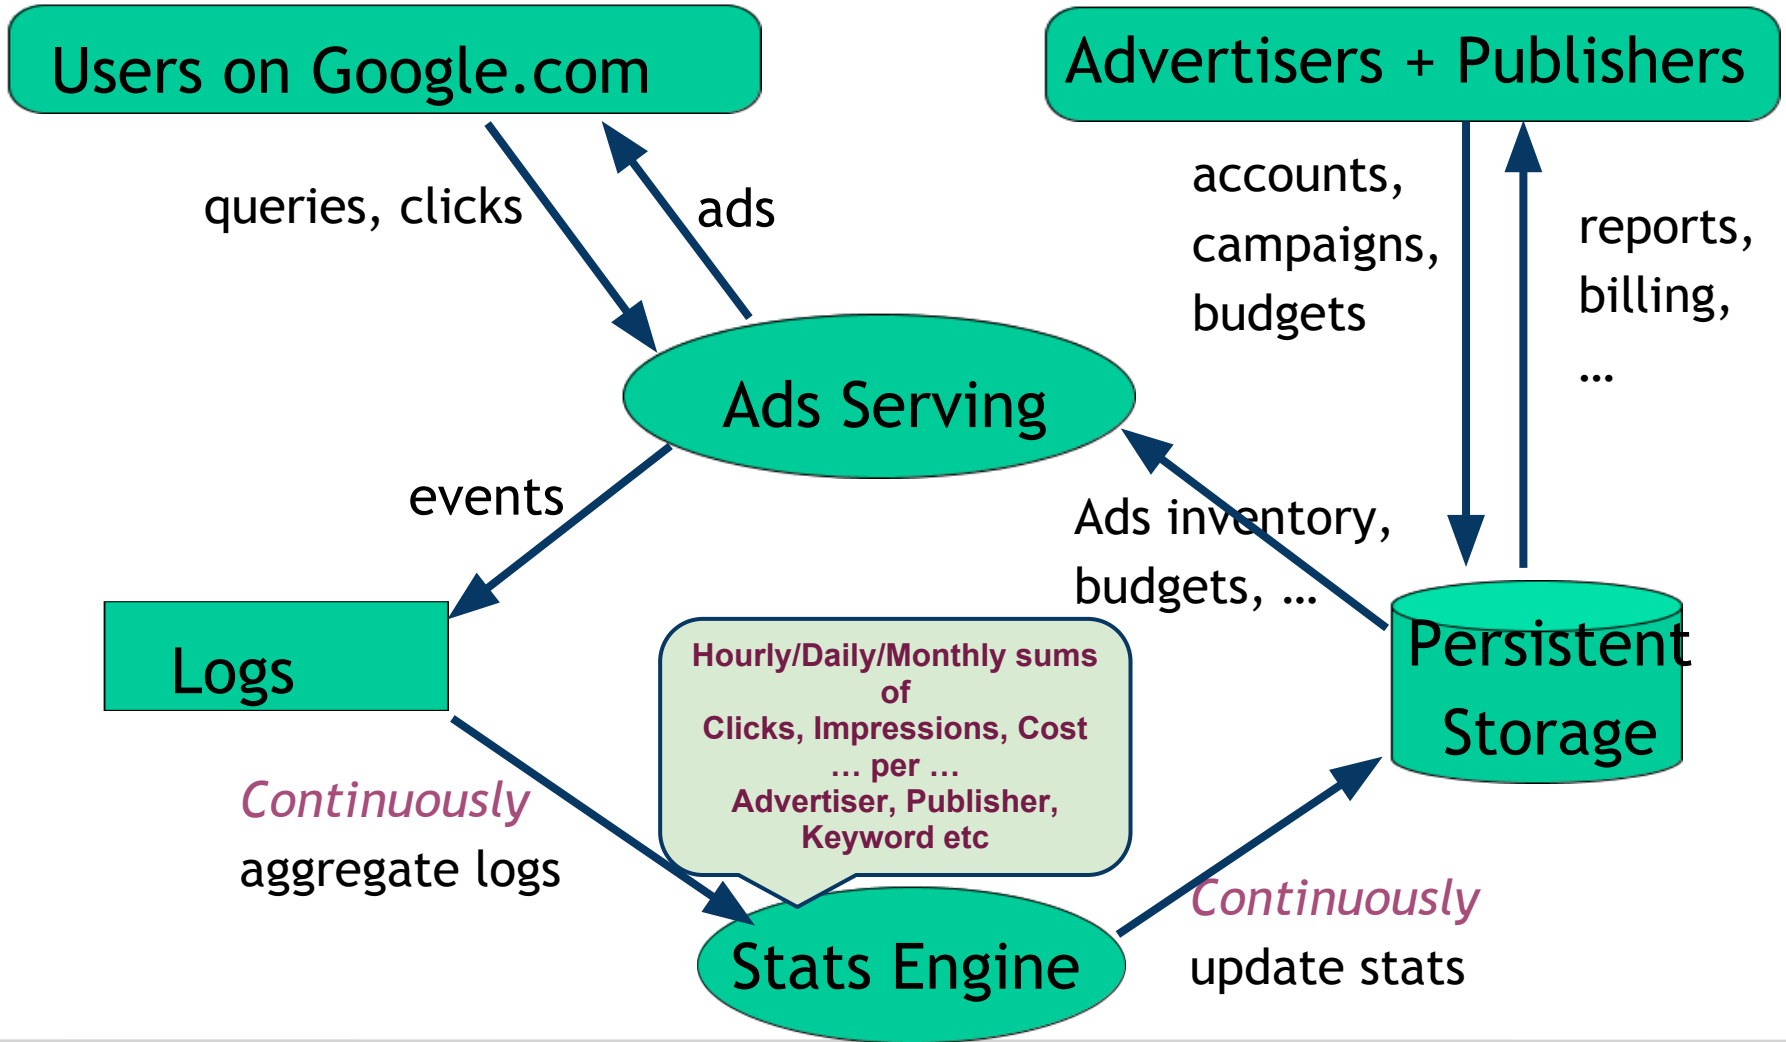 Users on Google.com
Advertisers + Publishers
queries, clicks
ads
accounts,
campaigns,
budgets
reports,
billing,
…
Ads Serving
events
Ads inventory,
budgets, …
Logs
Hourly/Daily/Monthly sums
of
Clicks, Impressions, Cost
… per …
Advertiser, Publisher,
Keyword etc
Persistent
Storage
Continuously
aggregate logs
Stats Engine
Continuously
update stats